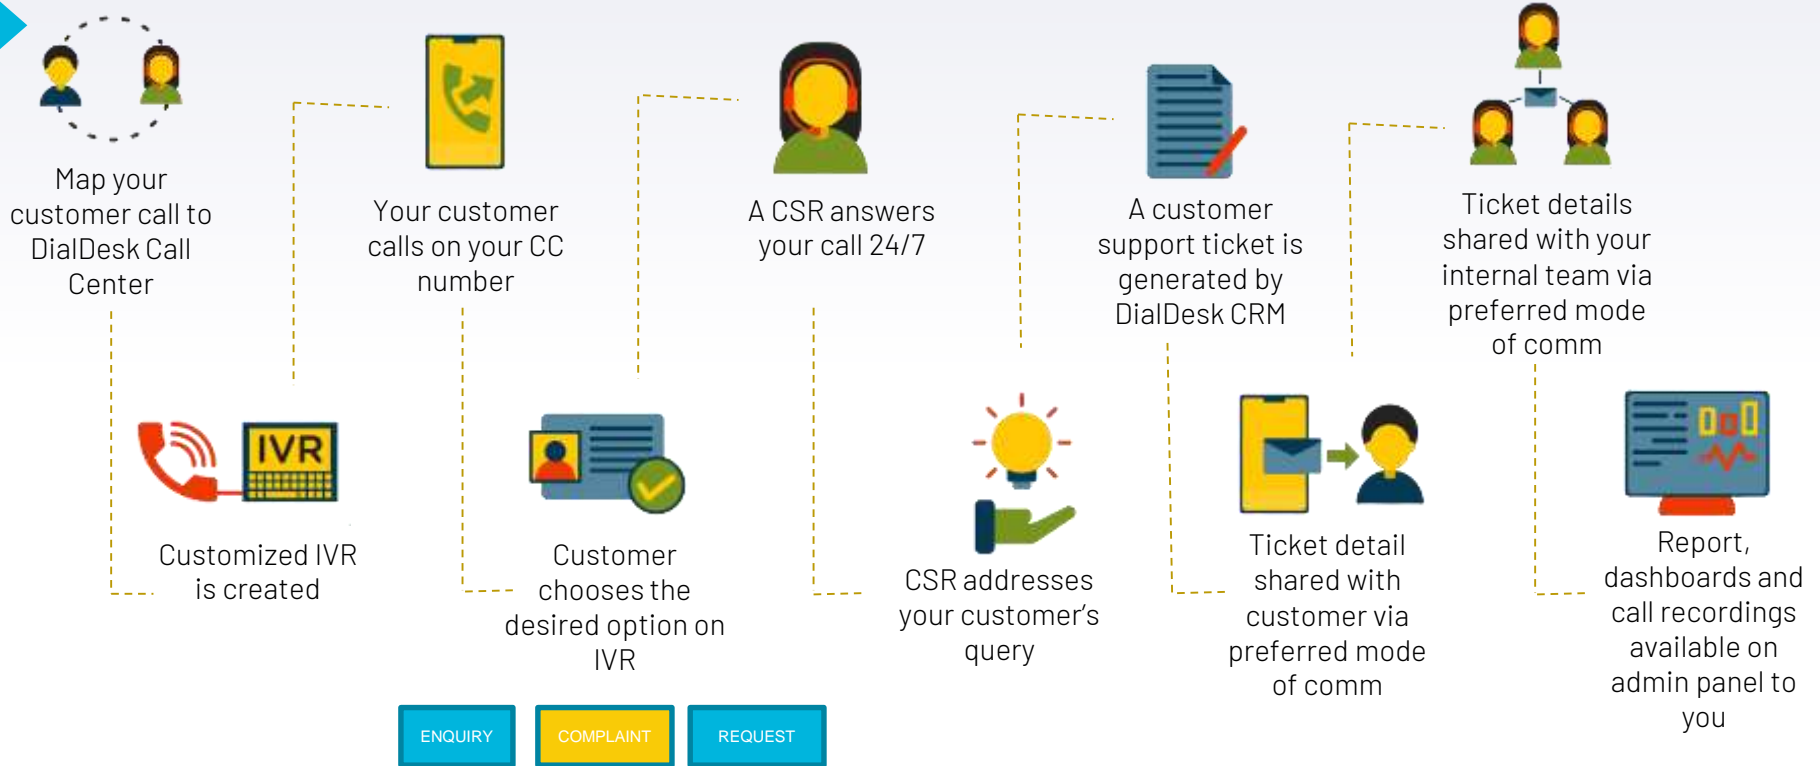 Map your
customer call to
DialDesk Call
Center
IVR
Customized IVR
is created
Your customer
calls on your CC
number
Customer
chooses the
desired option on
IVR
ENQUIRY
COMPLAINT
REQUEST
A CSR answers
your call 24/7
CSR addresses
your customer’s
query
A customer
support ticket is
generated by
DialDesk CRM
Ticket detail
shared with
customer via
preferred mode
of comm
Ticket details
shared with your
internal team via
preferred mode
of comm
Report,
dashboards and
call recordings
available on
admin panel to
you